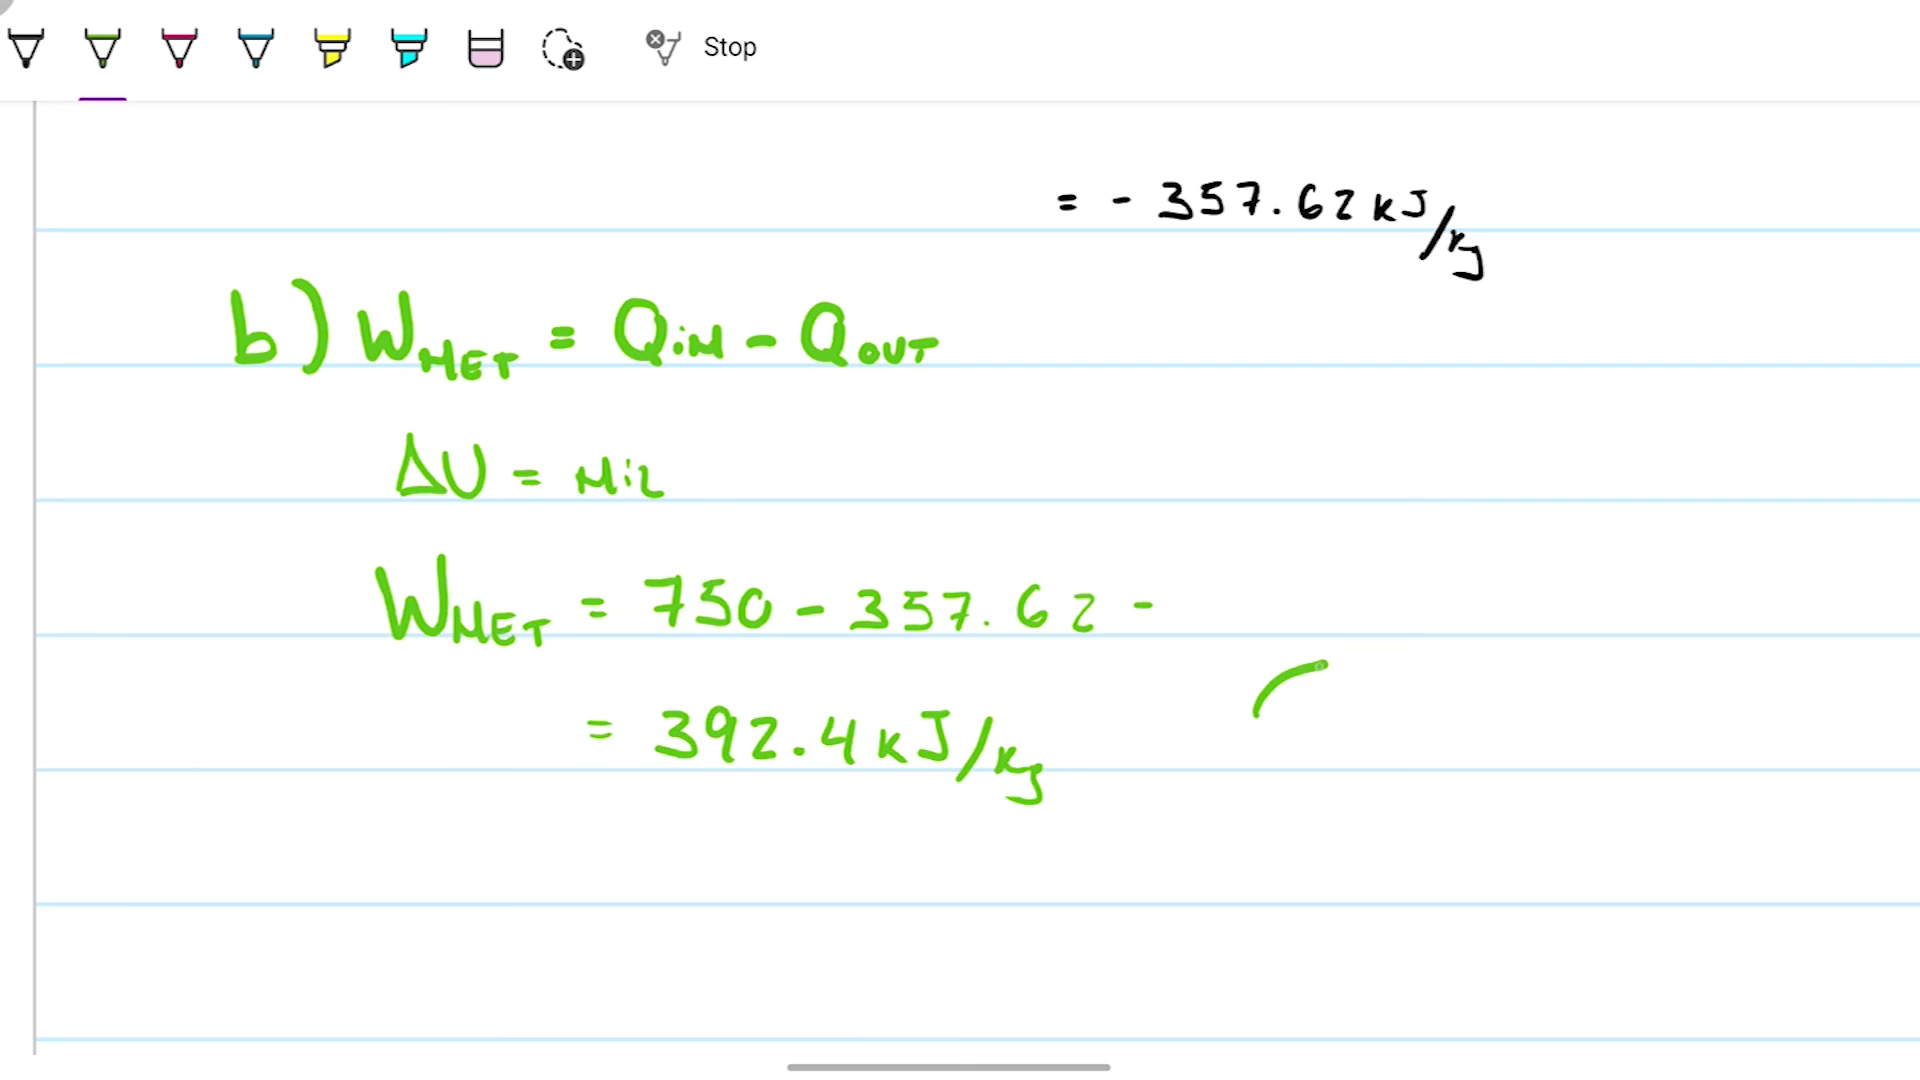 Stop
= - 357.62 kJ/kg
b) WNET = Qin - QOUT
ΔU = Nil
WNET = 750 - 357.62 -
= 392.4 kJ/kg